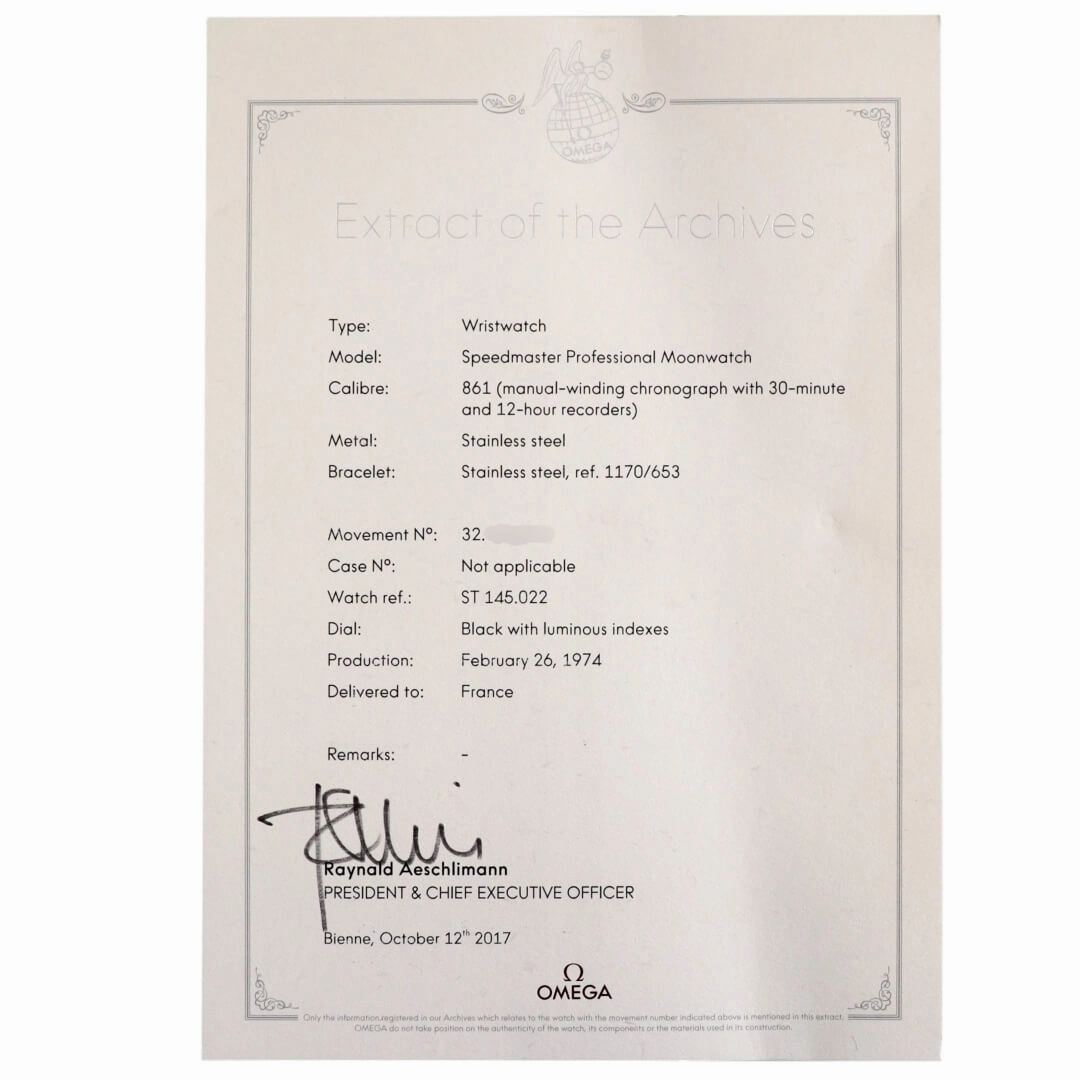 OMEGA
Extract of the Archives
Type: Wristwatch
Model: Speedmaster Professional Moonwatch
Calibre: 861 (manual-winding chronograph with 30-minute
and 12-hour recorders)
Metal: Stainless steel
Bracelet: Stainless steel, ref. 1170/653
Movement Nº: 32.
Case Nº: Not applicable
Watch ref.: ST 145.022
Dial: Black with luminous indexes
Production: February 26, 1974
Delivered to: France
Remarks: -
Raynald Aeschlimann
PRESIDENT & CHIEF EXECUTIVE OFFICER
Bienne, October 12th 2017
Ω
OMEGA
Only the information registered in our Archives which relates to the watch with the movement number indicated above is mentioned in this extract.
OMEGA do not take position on the authenticity of the watch, its components or the materials used in its construction.